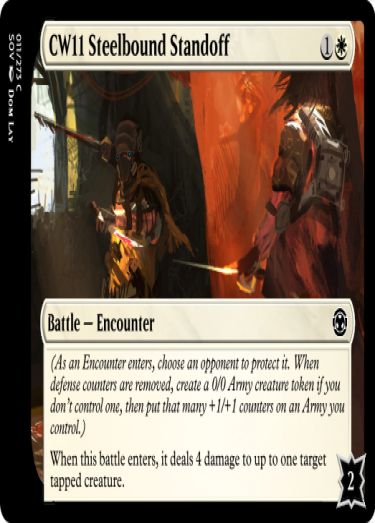 CW11 Steelbound Standoff 1
011/273 C
SOV DOM LAY
Battle – Encounter
(As an Encounter enters, choose an opponent to protect it. When
defense counters are removed, create a 0/0 Army creature token if you
don't control one, then put that many +1/+1 counters on an Army you
control.)
When this battle enters, it deals 4 damage to up to one target
tapped creature.
2